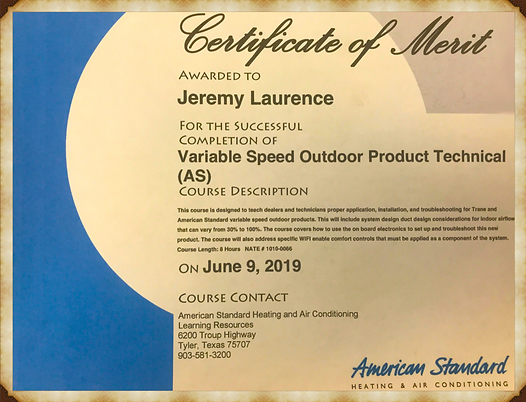 Certificate of Merit
AWARDED TO
Jeremy Laurence
FOR THE SUCCESSFUL
COMPLETION OF
Variable Speed Outdoor Product Technical
(AS)
COURSE DESCRIPTION
This course is designed to teach dealers and technicians proper application, installation, and troubleshooting for Trane and
American Standard variable speed outdoor products. This will include system design duct design considerations for indoor airflow
that can vary from 30% to 100%. The course covers how to use the on board electronics to set up and troubleshoot this new
product. The course will also address specific WIFI enable comfort controls that must be applied as a component of the system.
Course Length: 8 Hours NATE # 1010-0066
ON June 9, 2019
COURSE CONTACT
American Standard Heating and Air Conditioning
Learning Resources
6200 Troup Highway
Tyler, Texas 75707
903-581-3200
American Standard
HEATING & AIR CONDITIONING